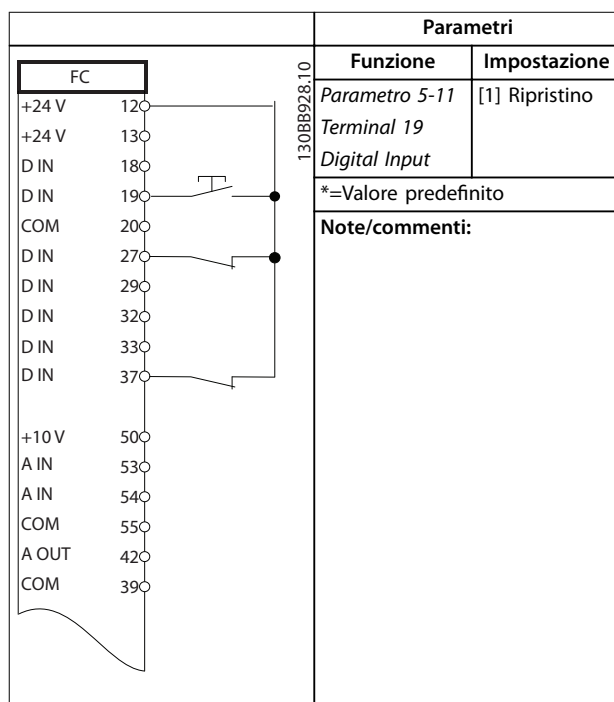 Parametri
Funzione Impostazione
Parametro 5-11 [1] Ripristino
Terminal 19
Digital Input
*=Valore predefinito
Note/commenti:
FC
+24 V 12
+24 V 13
D IN 18
D IN 19
COM 20
D IN 27
D IN 29
D IN 32
D IN 33
D IN 37
+10 V 50
A IN 53
A IN 54
COM 55
A OUT 42
COM 39
130BB928.10